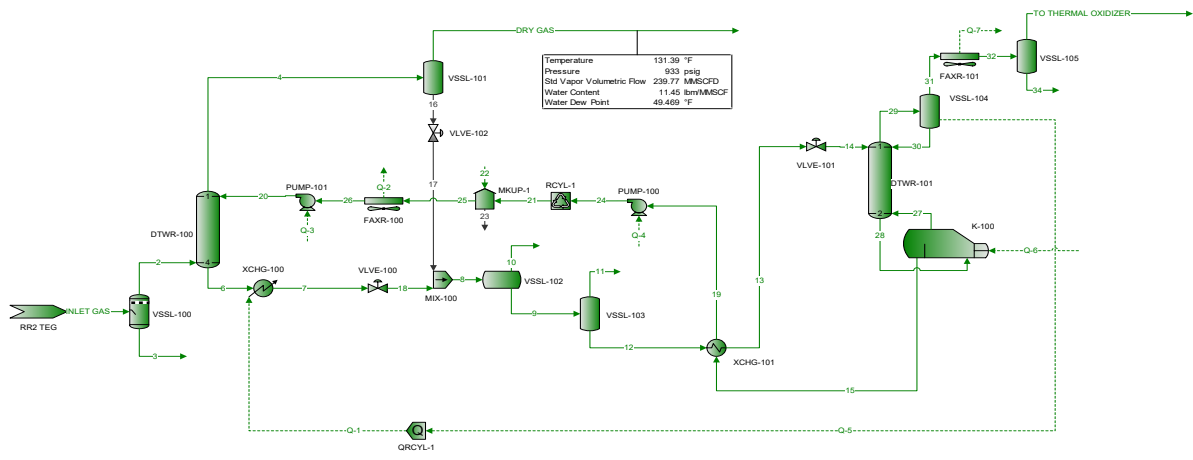 TO THERMAL OXIDIZER
Q-7
32
VSSL-105
FAXR-101
31
34
DRY GAS
Temperature 131.39 °F
Pressure 933 psig
Std Vapor Volumetric Flow 239.77 MMSCFD
Water Content 11.45 lbm/MMSCF
Water Dew Point 49.469 °F
4
VSSL-101
16
VLVE-102
VSSL-104
29
30
VLVE-101
14
1
DTWR-101
2
27
28
K-100
Q-6
22
Q-2
17
MKUP-1
RCYL-1
PUMP-100
PUMP-101
1
20
26
25
21
24
FAXR-100
23
Q-3
Q-4
DTWR-100
4
2
XCHG-100
VLVE-100
6
7
18
MIX-100
8
10
VSSL-102
9
11
VSSL-103
12
19
13
XCHG-101
15
INLET GAS
RR2 TEG
VSSL-100
3
Q-1
Q
QRCYL-1
Q-5